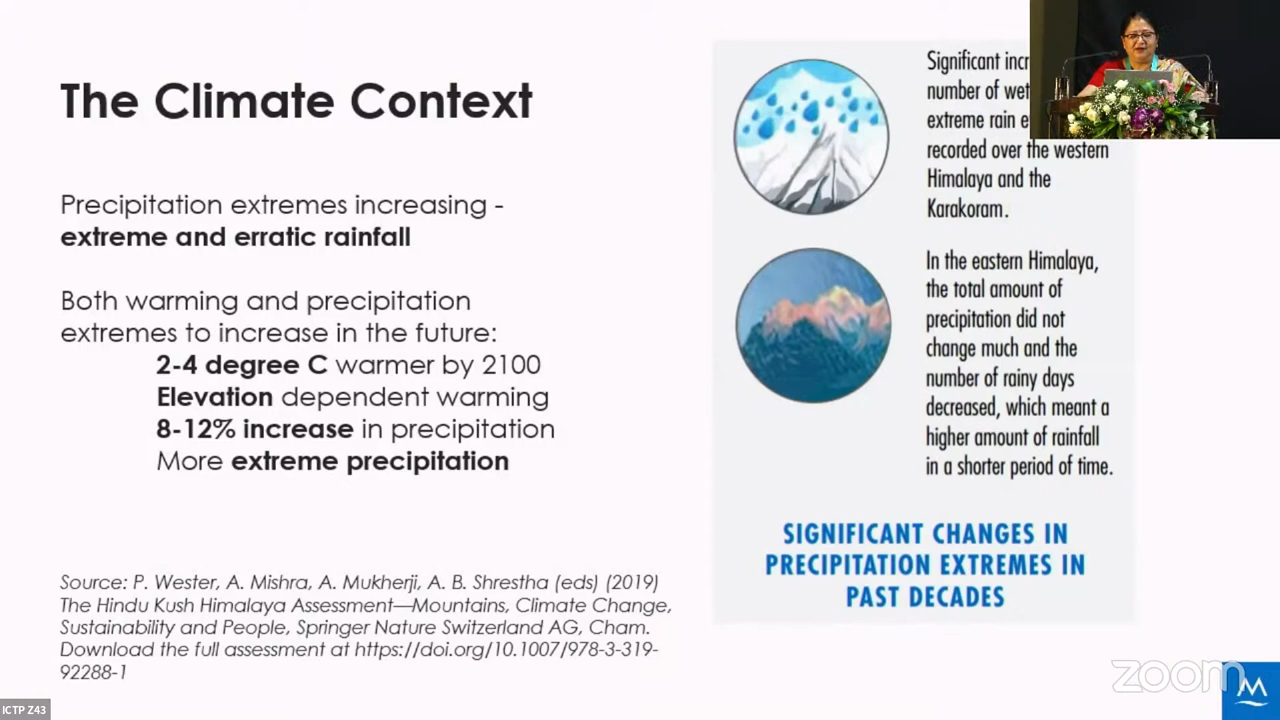 The Climate Context
Precipitation extremes increasing -
extreme and erratic rainfall
Both warming and precipitation
extremes to increase in the future:
2-4 degree C warmer by 2100
Elevation dependent warming
8-12% increase in precipitation
More extreme precipitation
Source: P. Wester, A. Mishra, A. Mukherji, A. B. Shrestha (eds) (2019)
The Hindu Kush Himalaya Assessment—Mountains, Climate Change,
Sustainability and People, Springer Nature Switzerland AG, Cham.
Download the full assessment at https://doi.org/10.1007/978-3-319-
92288-1
Significant
number of
extreme rain
recorded over the western
Himalaya and the
Karakoram.
In the eastern Himalaya,
the total amount of
precipitation did not
change much and the
number of rainy days
decreased, which meant a
higher amount of rainfall
in a shorter period of time.
SIGNIFICANT CHANGES IN
PRECIPITATION EXTREMES IN
PAST DECADES
zoom
ICTP Z43